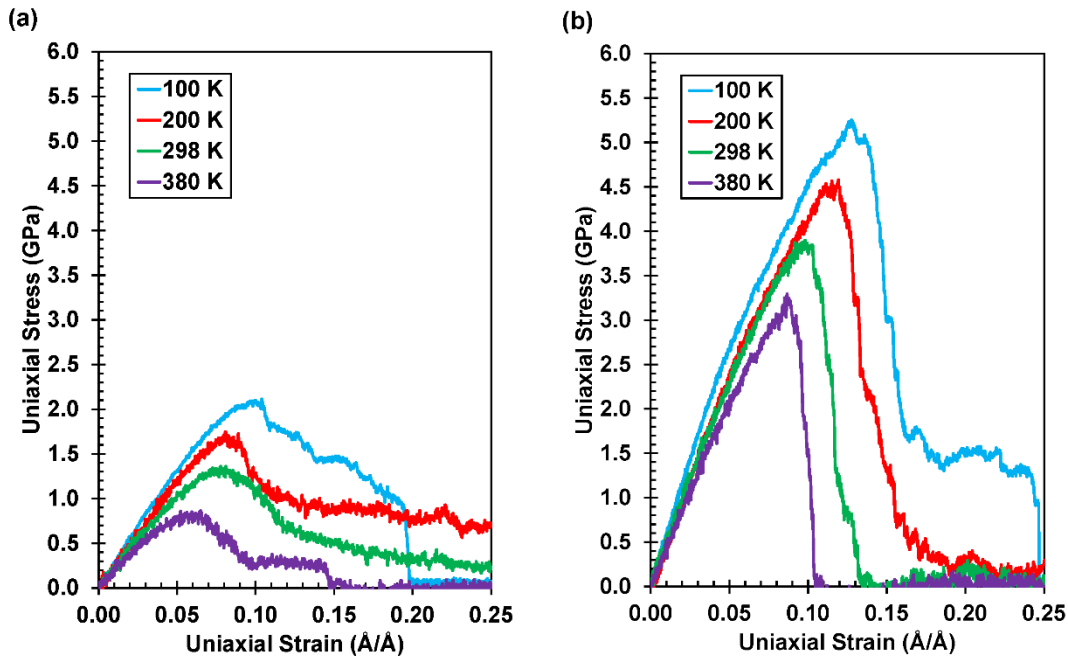 (a)
6.0
5.5
5.0
4.5
4.0
3.5
3.0
2.5
2.0
1.5
1.0
0.5
0.0
Uniaxial Stress (GPa)
100 K
200 K
298 K
380 K
0.00 0.05 0.10 0.15 0.20 0.25
Uniaxial Strain (Å/Å)
(b)
6.0
5.5
5.0
4.5
4.0
3.5
3.0
2.5
2.0
1.5
1.0
0.5
0.0
Uniaxial Stress (GPa)
100 K
200 K
298 K
380 K
0.00 0.05 0.10 0.15 0.20 0.25
Uniaxial Strain (Å/Å)